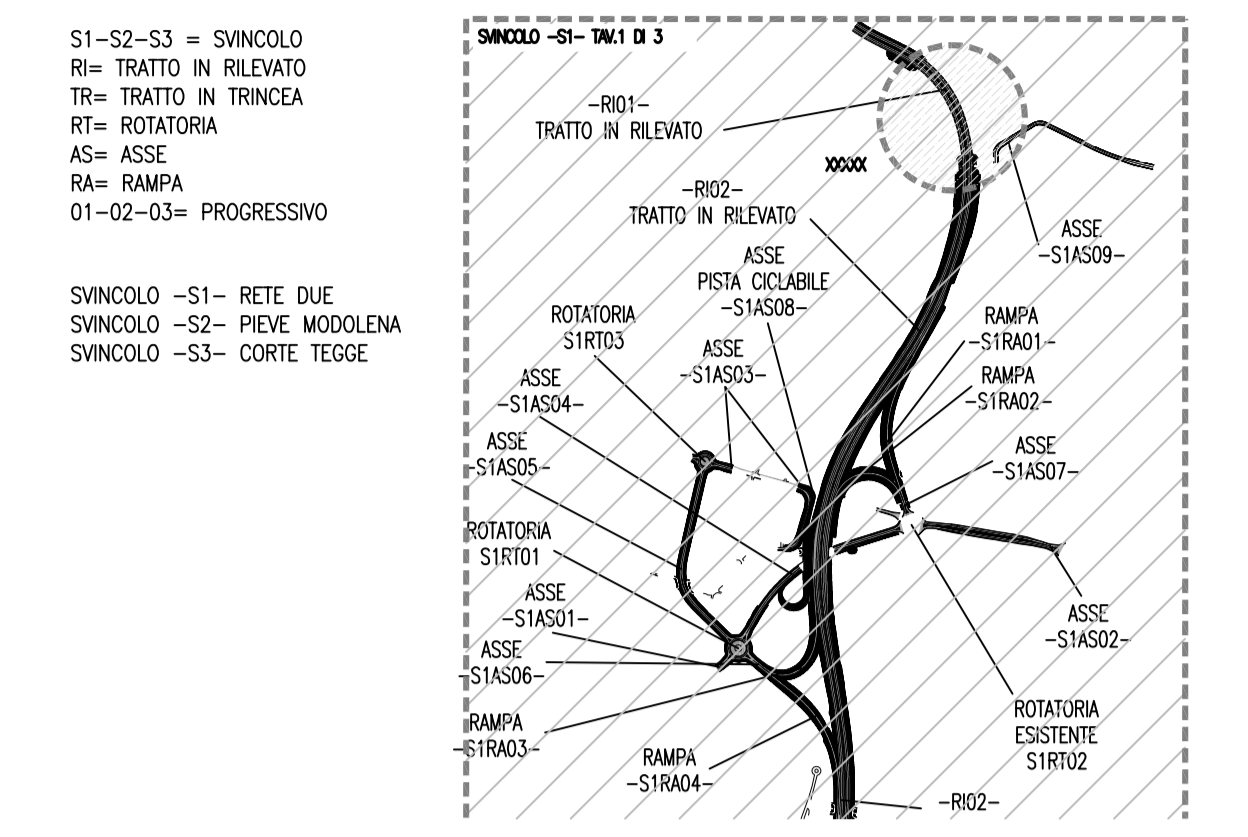 S1-S2-S3 = SVINCOLO
RI= TRATTO IN RILEVATO
TR= TRATTO IN TRINCEA
RT= ROTATORIA
AS= ASSE
RA= RAMPA
01-02-03= PROGRESSIVO
SVINCOLO -S1- RETE DUE
SVINCOLO -S2- PIEVE MODOLENA
SVINCOLO -S3- CORTE TEGGE
SVINCOLO -S1- TAV.1 DI 3
-RI01-
TRATTO IN RILEVATO
XXXXX
-RI02-
TRATTO IN RILEVATO
ASSE
-S1AS09-
ASSE
PISTA CICLABILE
-S1AS08-
ROTATORIA
S1RT03
ASSE
-S1AS03-
RAMPA
-S1RA01-
RAMPA
-S1RA02-
ASSE
-S1AS04-
ASSE
-S1AS05-
ASSE
-S1AS07-
ROTATORIA
S1RT01
ASSE
-S1AS01-
ASSE
-S1AS06-
ASSE
-S1AS02-
RAMPA
-S1RA03-
RAMPA
-S1RA04-
ROTATORIA
ESISTENTE
S1RT02
-RI02-